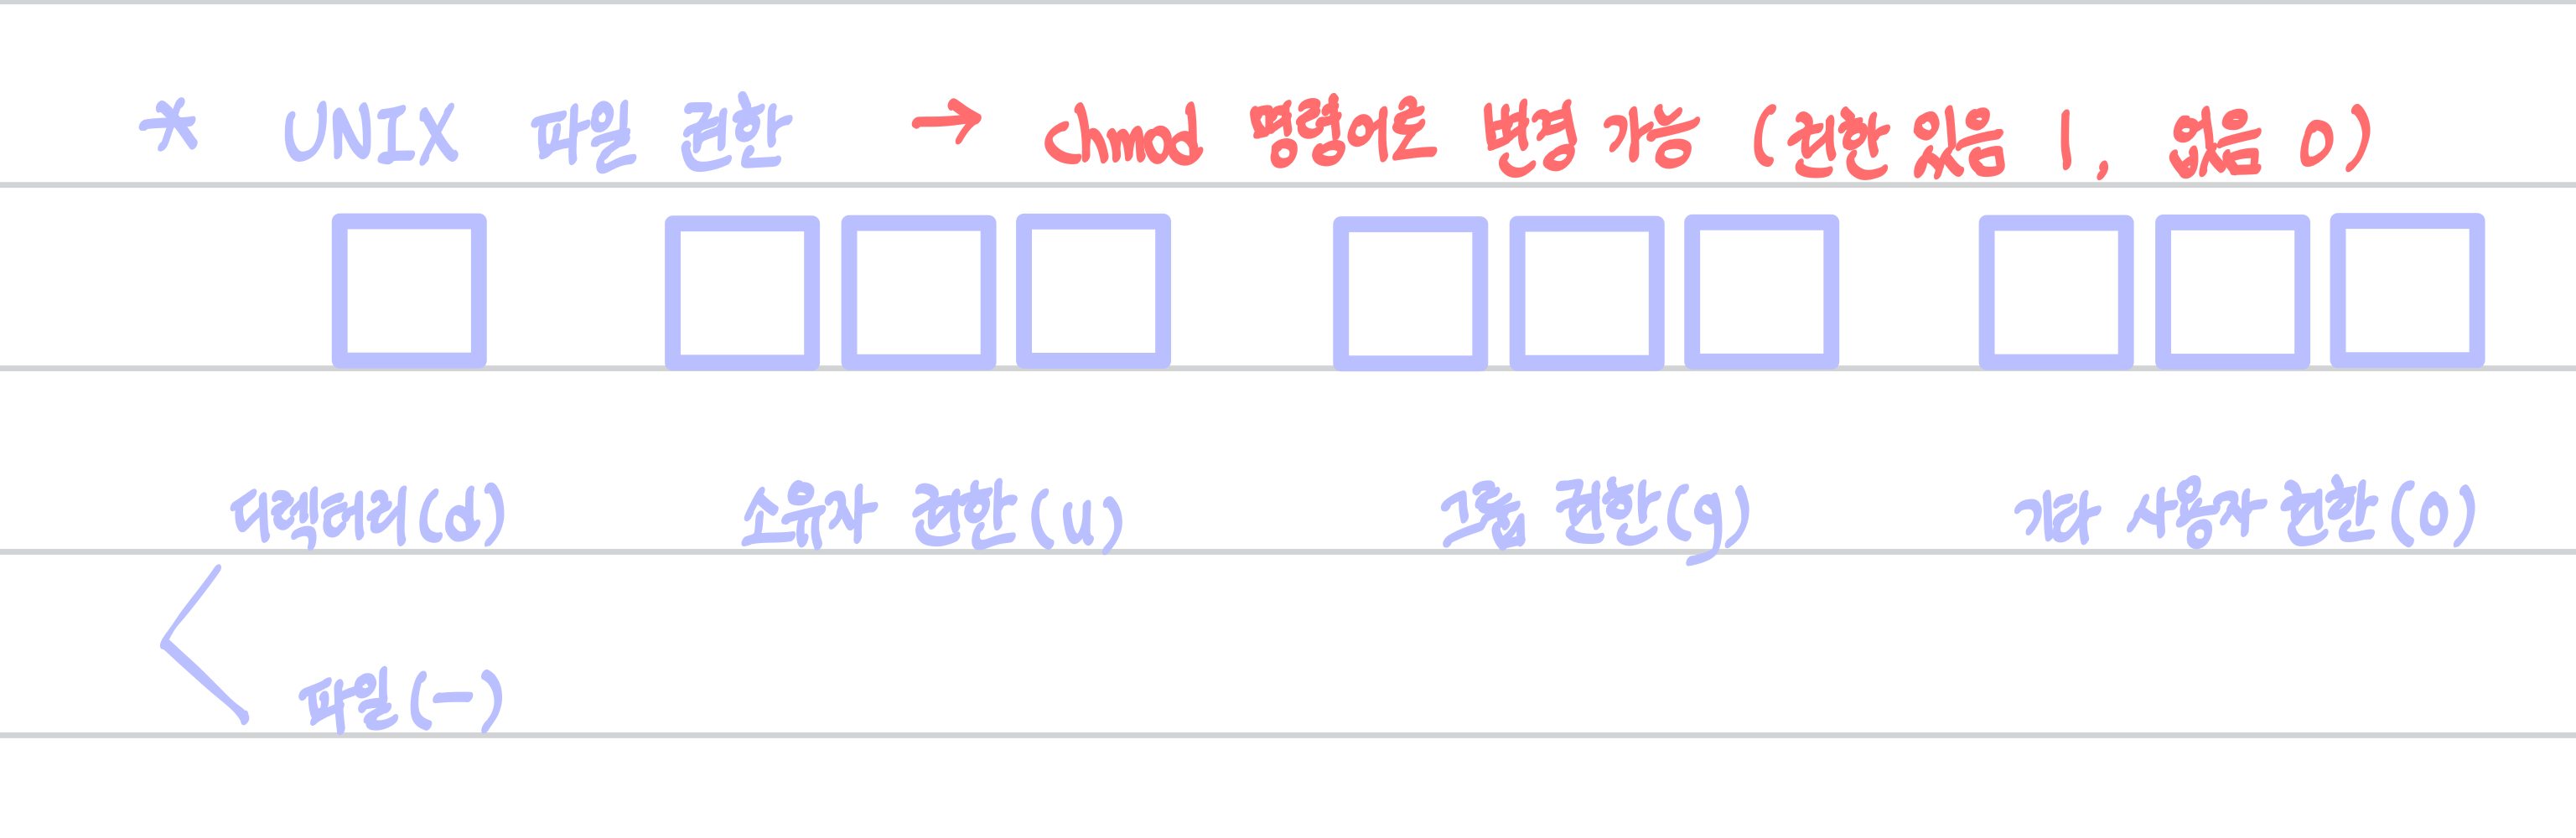 * UNIX 파일 권한 → chmod 명령어로 변경 가능 (권한 있음 1, 없음 0)
디렉터리(d) 소유자 권한(u) 그룹 권한(g) 기타 사용자 권한(o)
파일(-)